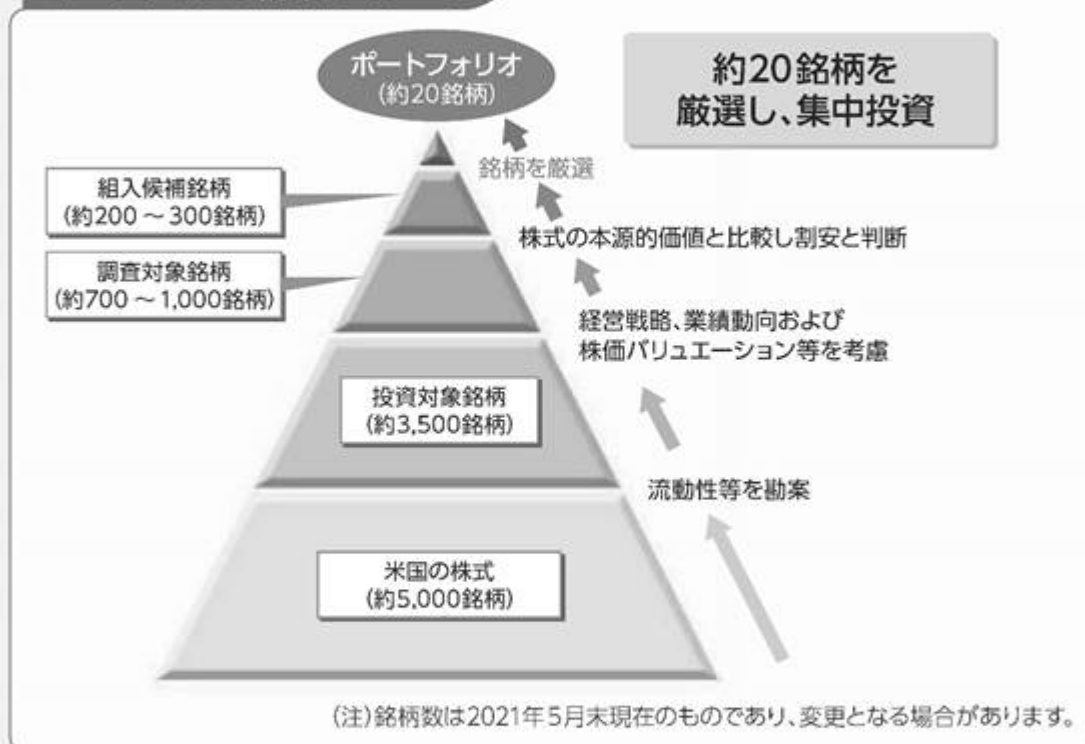 ポートフォリオ
(約20銘柄)
約20銘柄を
厳選し、集中投資
銘柄を厳選
組入候補銘柄
(約200 ～ 300銘柄)
株式の本源的価値と比較し割安と判断
調査対象銘柄
(約700 ～ 1,000銘柄)
経営戦略、業績動向および
株価バリュエーション等を考慮
投資対象銘柄
(約3,500銘柄)
流動性等を勘案
米国の株式
(約5,000銘柄)
(注)銘柄数は2021年5月末現在のものであり、変更となる場合があります。